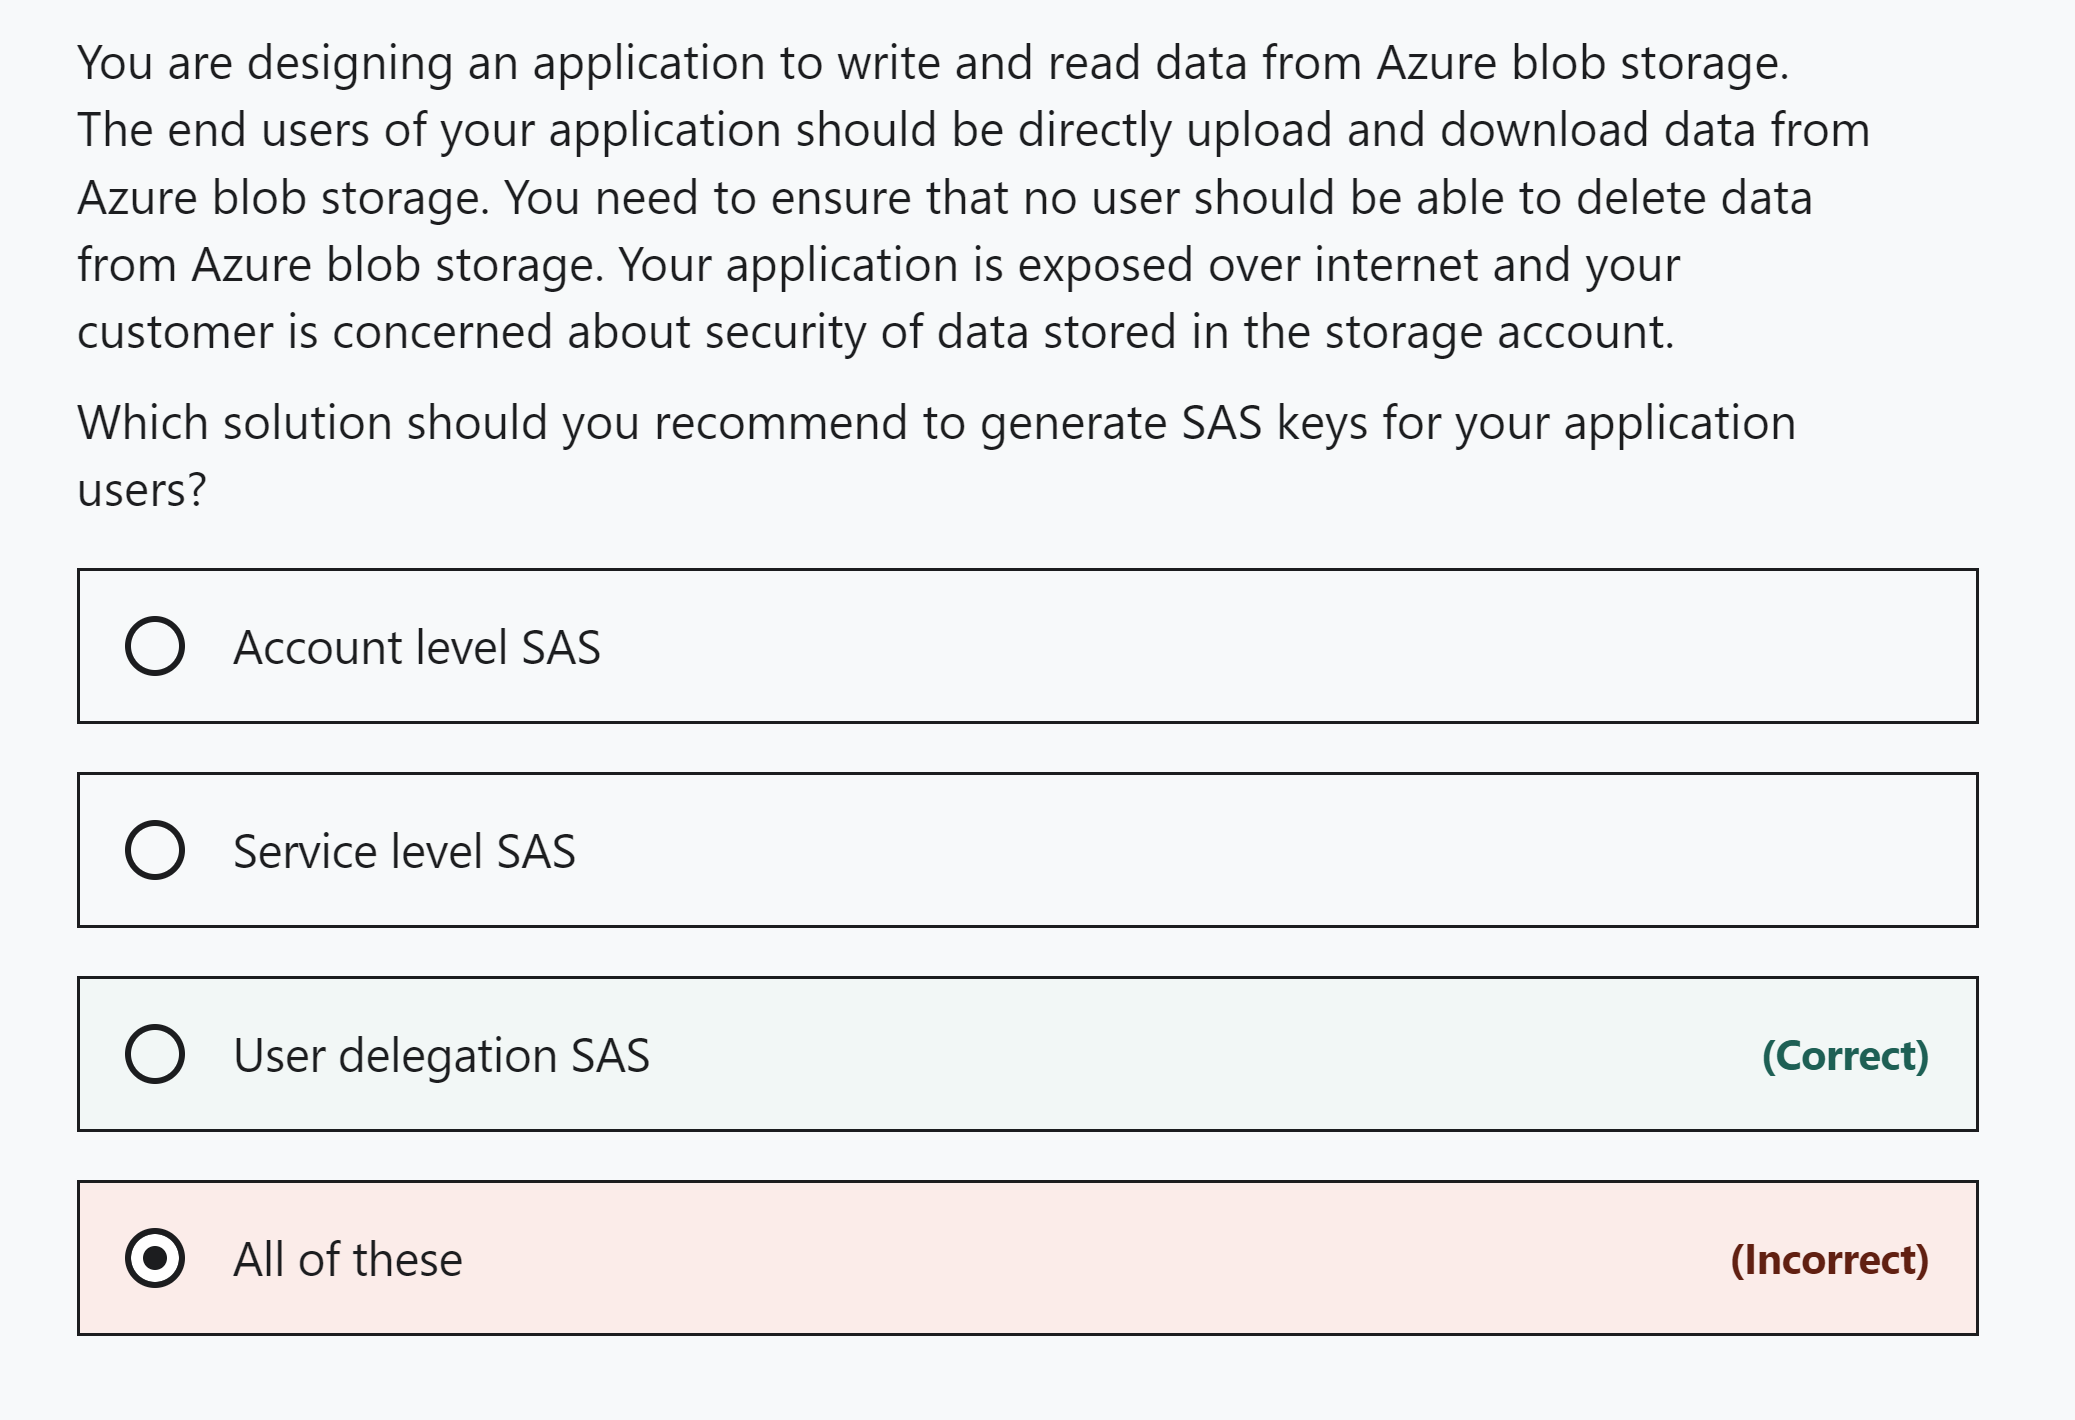 You are designing an application to write and read data from Azure blob storage.
The end users of your application should be directly upload and download data from
Azure blob storage. You need to ensure that no user should be able to delete data
from Azure blob storage. Your application is exposed over internet and your
customer is concerned about security of data stored in the storage account.
Which solution should you recommend to generate SAS keys for your application
users?
Account level SAS
Service level SAS
User delegation SAS (Correct)
All of these (Incorrect)